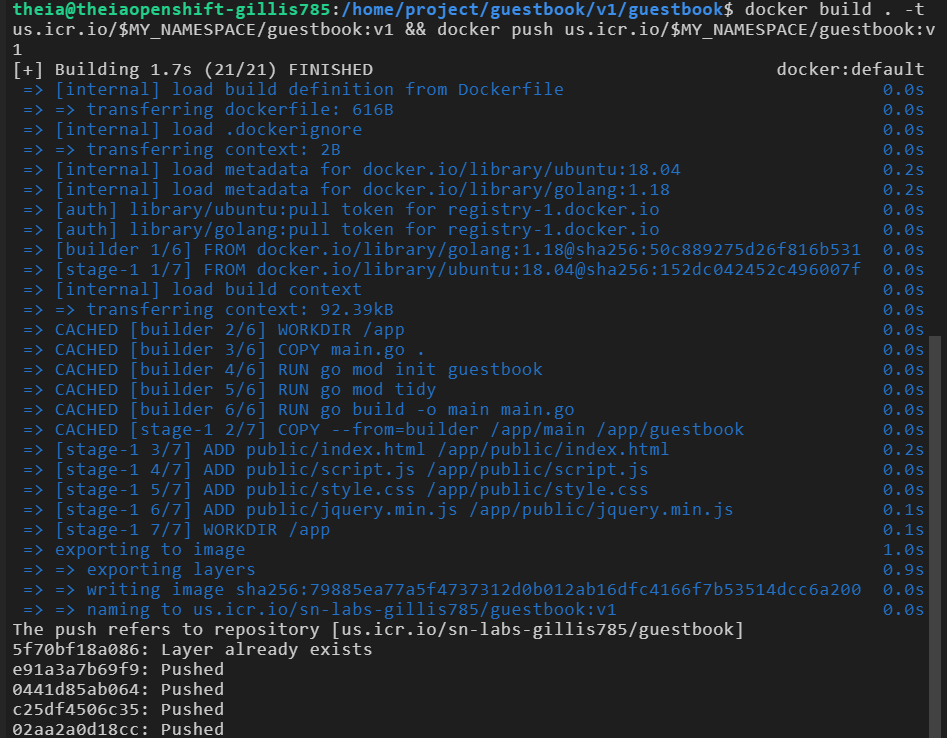 theia@theiaopenshift-gillis785:/home/project/guestbook/v1/guestbook$ docker build . -t
us.icr.io/$MY_NAMESPACE/guestbook:v1 && docker push us.icr.io/$MY_NAMESPACE/guestbook:v
1
[+] Building 1.7s (21/21) FINISHED docker:default
=> [internal] load build definition from Dockerfile 0.0s
=> => transferring dockerfile: 616B 0.0s
=> [internal] load .dockerignore 0.0s
=> => transferring context: 2B 0.0s
=> [internal] load metadata for docker.io/library/ubuntu:18.04 0.2s
=> [internal] load metadata for docker.io/library/golang:1.18 0.2s
=> [auth] library/ubuntu:pull token for registry-1.docker.io 0.0s
=> [auth] library/golang:pull token for registry-1.docker.io 0.0s
=> [builder 1/6] FROM docker.io/library/golang:1.18@sha256:50c889275d26f816b531 0.0s
=> [stage-1 1/7] FROM docker.io/library/ubuntu:18.04@sha256:152dc042452c496007f 0.0s
=> [internal] load build context 0.0s
=> => transferring context: 92.39kB 0.0s
=> CACHED [builder 2/6] WORKDIR /app 0.0s
=> CACHED [builder 3/6] COPY main.go . 0.0s
=> CACHED [builder 4/6] RUN go mod init guestbook 0.0s
=> CACHED [builder 5/6] RUN go mod tidy 0.0s
=> CACHED [builder 6/6] RUN go build -o main main.go 0.0s
=> CACHED [stage-1 2/7] COPY --from=builder /app/main /app/guestbook 0.0s
=> [stage-1 3/7] ADD public/index.html /app/public/index.html 0.2s
=> [stage-1 4/7] ADD public/script.js /app/public/script.js 0.0s
=> [stage-1 5/7] ADD public/style.css /app/public/style.css 0.0s
=> [stage-1 6/7] ADD public/jquery.min.js /app/public/jquery.min.js 0.1s
=> [stage-1 7/7] WORKDIR /app 0.1s
=> exporting to image 1.0s
=> => exporting layers 0.9s
=> => writing image sha256:79885ea77a5f4737312d0b012ab16dfc4166f7b53514dcc6a200 0.0s
=> => naming to us.icr.io/sn-labs-gillis785/guestbook:v1 0.0s
The push refers to repository [us.icr.io/sn-labs-gillis785/guestbook]
5f70bf18a086: Layer already exists
e91a3a7b69f9: Pushed
0441d85ab064: Pushed
c25df4506c35: Pushed
02aa2a0d18cc: Pushed